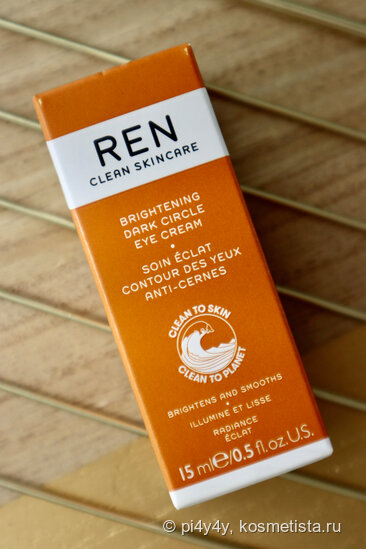 REN
CLEAN SKINCARE
BRIGHTENING
DARK CIRCLE
EYE CREAM
•
SOIN ÉCLAT
CONTOUR DES YEUX
ANTI-CERNES
CLEAN TO SKIN
CLEAN TO PLANET
BRIGHTENS AND SMOOTHS
•
ILLUMINE ET LISSE
RADIANCE
ÉCLAT
15 ml℮/0.5 fl.oz.U.S.
© pi4y4y, kosmetista.ru